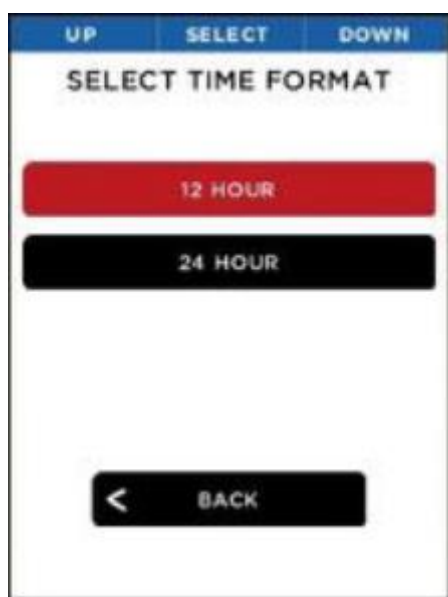 UP SELECT DOWN
SELECT TIME FORMAT
12 HOUR
24 HOUR
< BACK